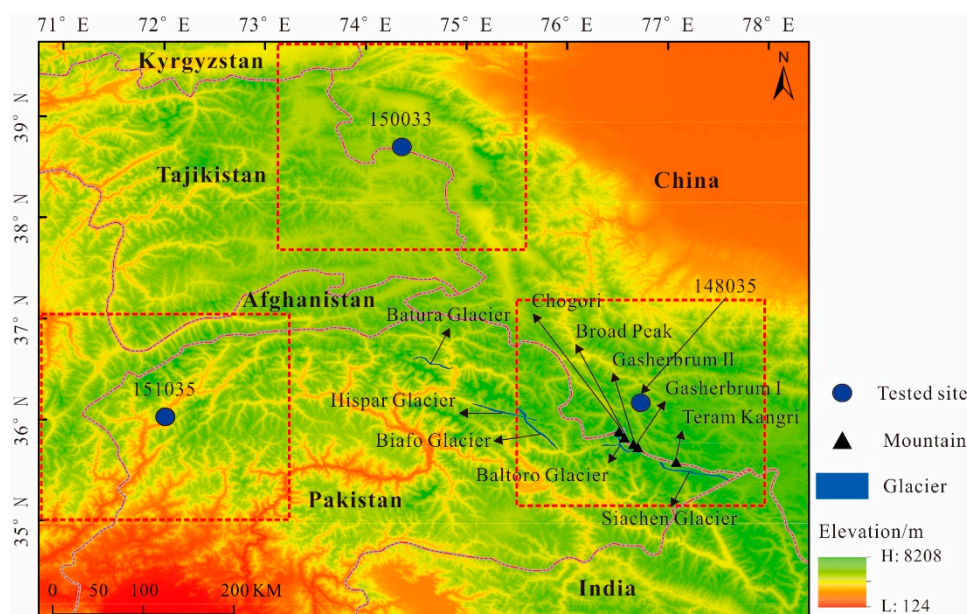 71° E 72° E 73° E 74° E 75° E 76° E 77° E 78° E
39° N
38° N
37° N
36° N
35° N
Kyrgyzstan
N
150033
Tajikistan
China
Afghanistan
148035
Chogori
Batura Glacier
Broad Peak
Gasherbrum II
151035
Gasherbrum I
Hispar Glacier
Teram Kangri
Biafo Glacier
Baltoro Glacier
Pakistan
Siachen Glacier
India
0 50 100 200 KM
Tested site
Mountain
Glacier
Elevation/m
H: 8208
L: 124